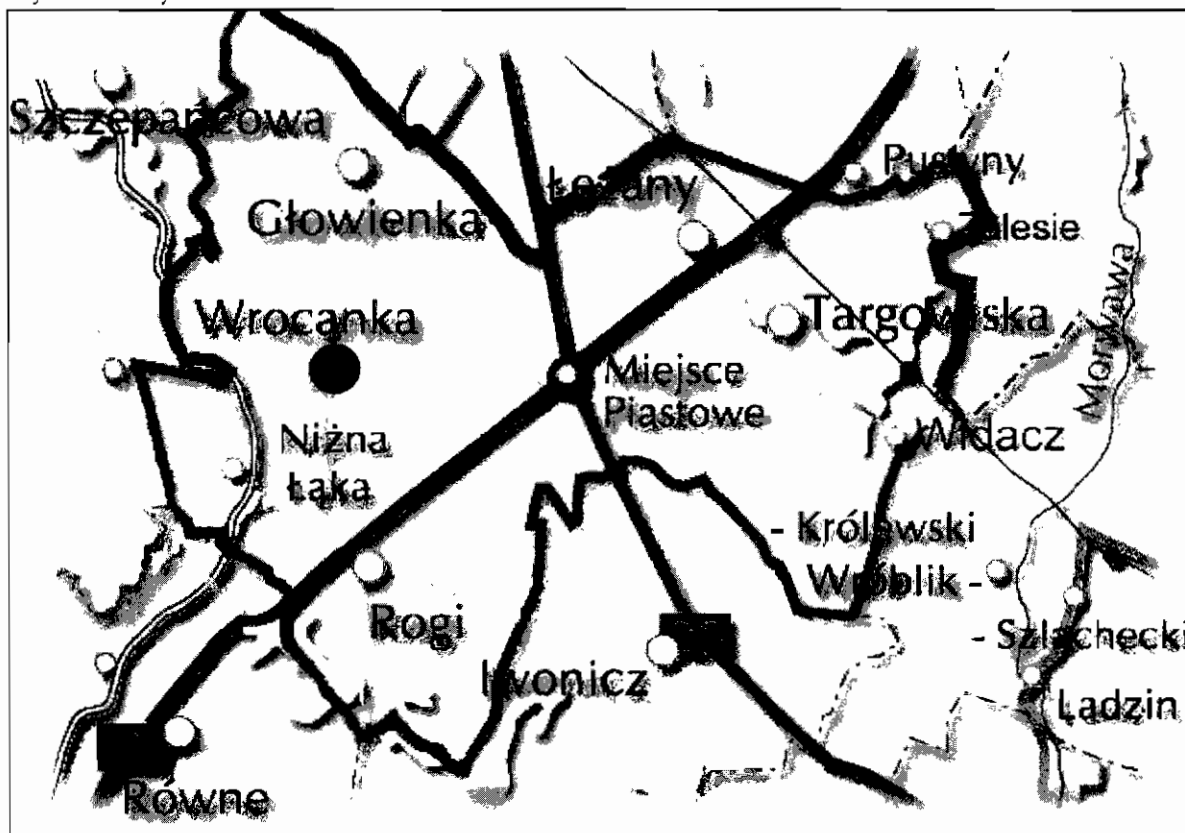 Szczepańcowa
Głowienka
Łężany
Pustyny
Zalesie
Wrocanka
Targowiska
Morwawa
Miejsce
Piastowe
Niżna
Łąka
Widacz
- Królewski
Wróblik -
Rogi
- Szlachecki
Iwonicz
Ladzin
Równe